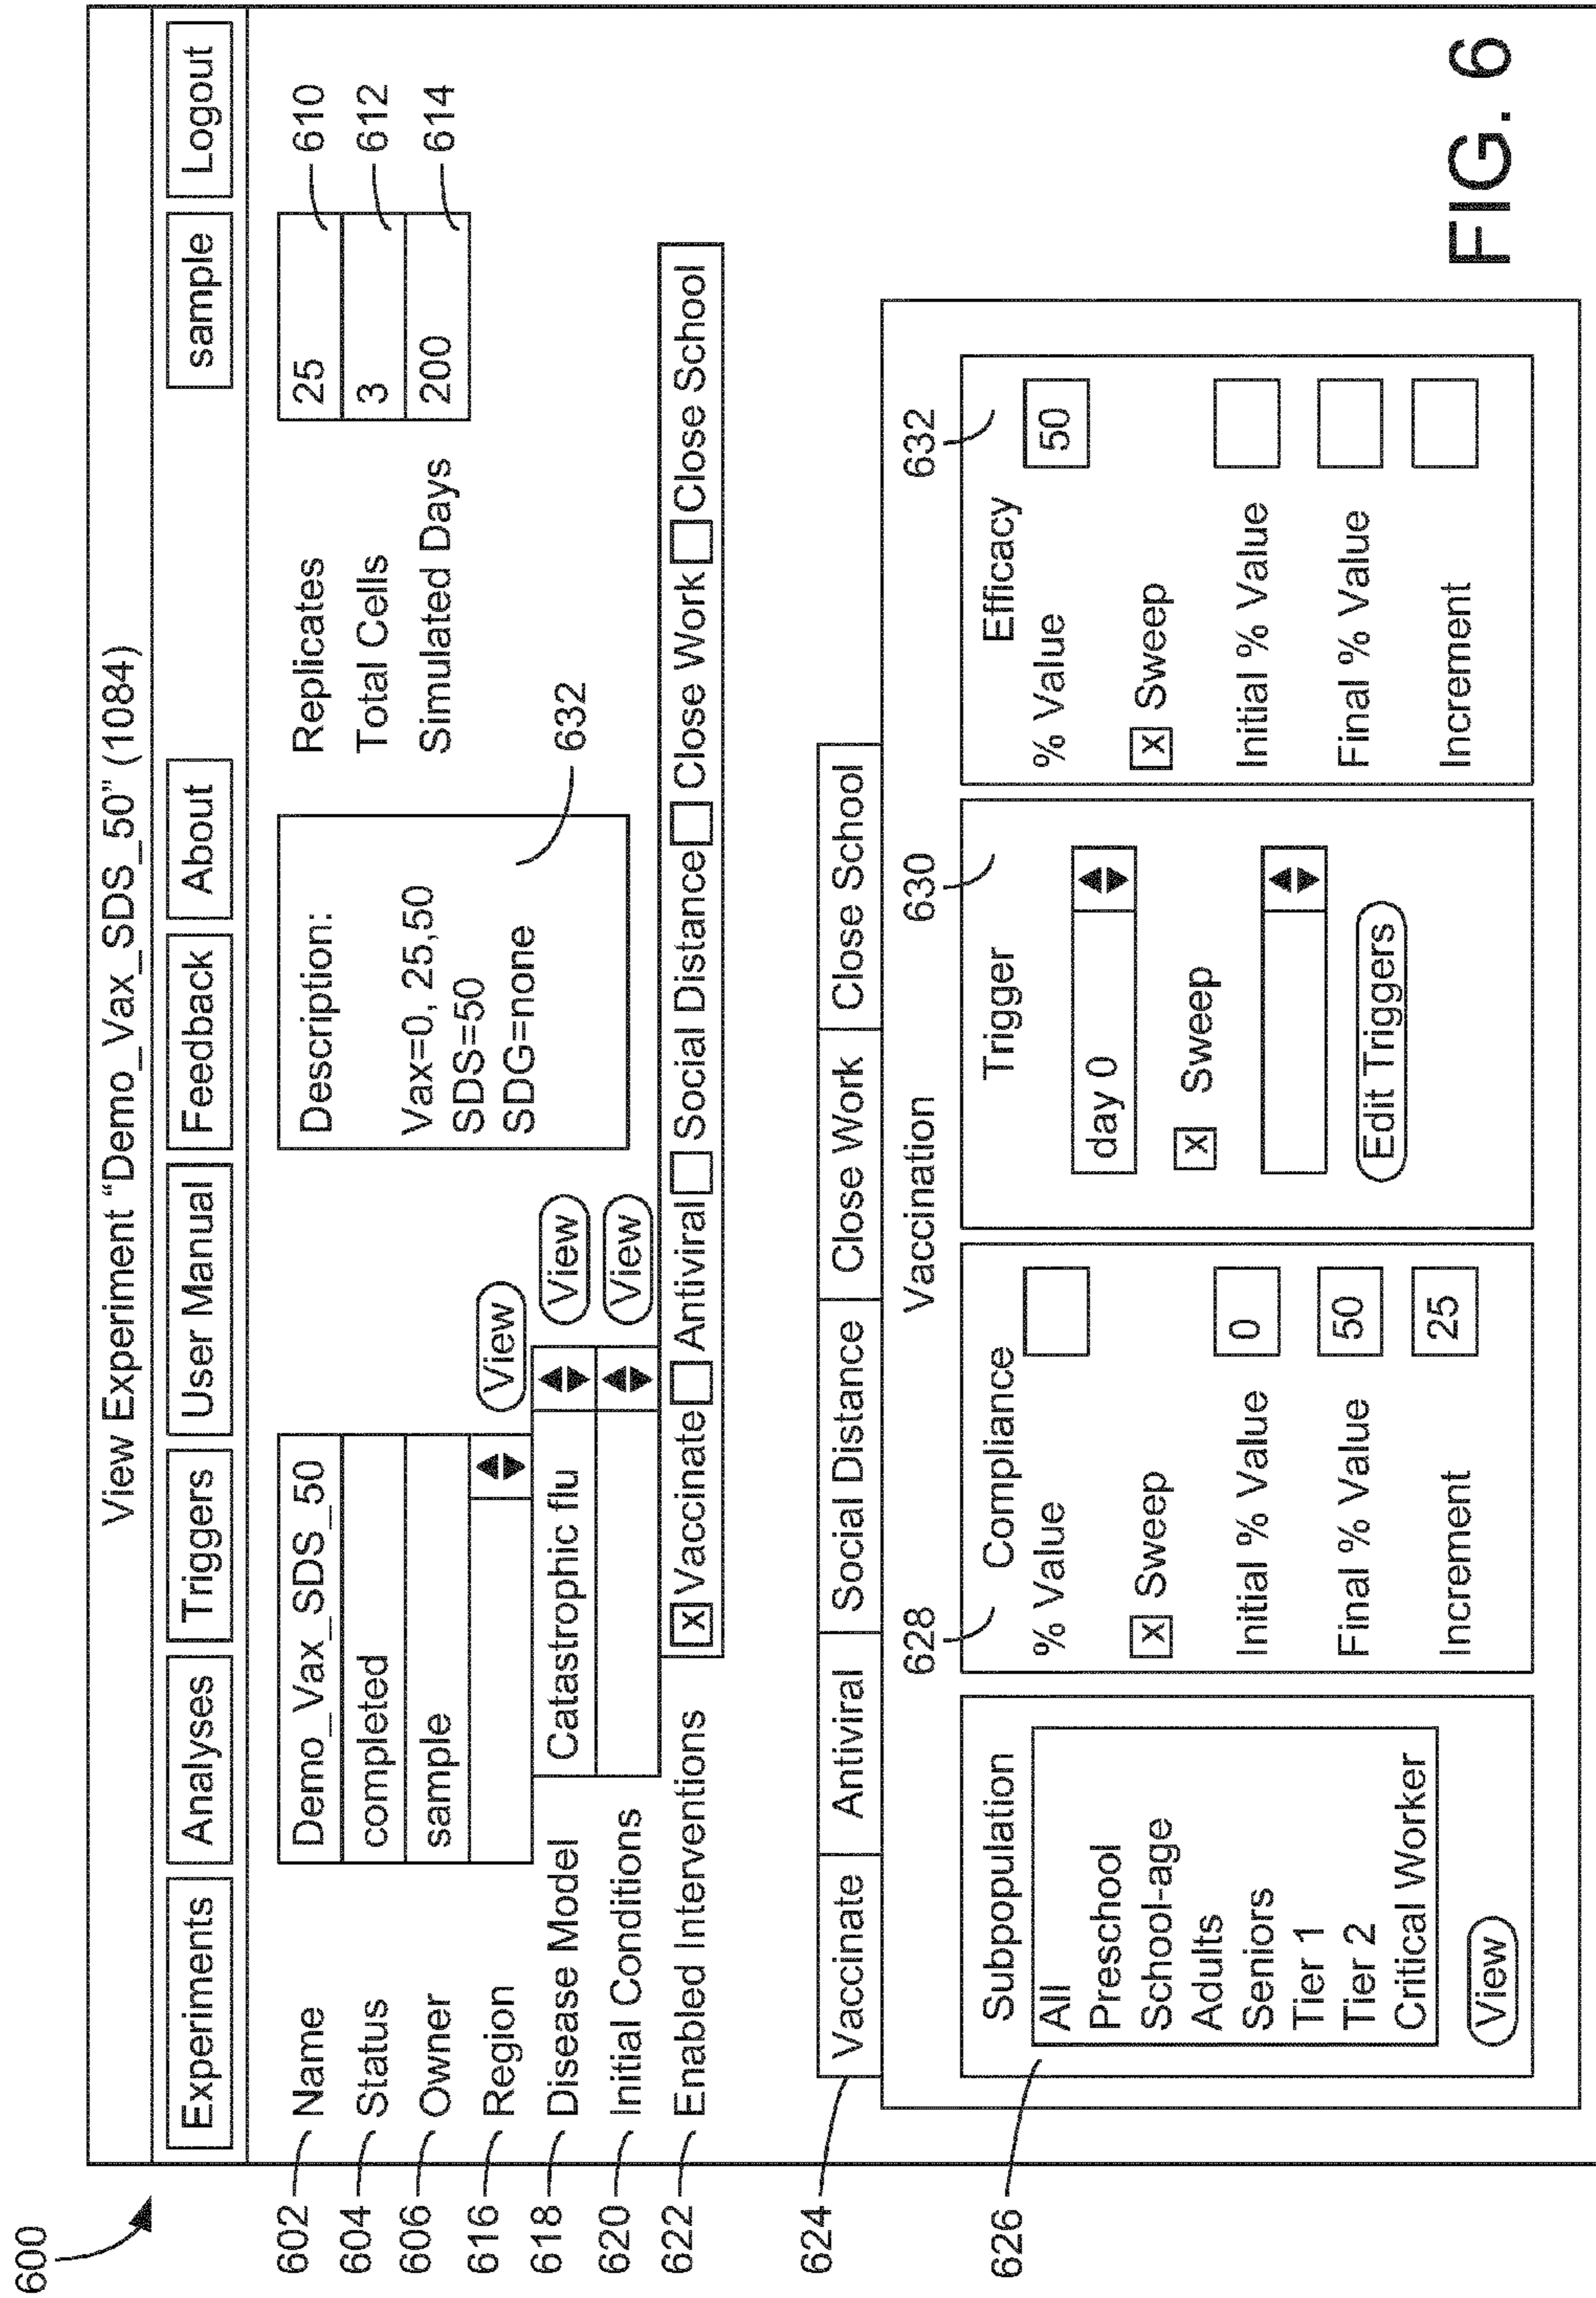 600
View Experiment “Demo_Vax_SDS_50” (1084)
Experiments Analyses Triggers User Manual Feedback About sample Logout
602 Name Demo_Vax_SDS_50 Description: Replicates 25 610
604 Status completed Total Cells 3 612
606 Owner sample Vax=0, 25,50 Simulated Days 200 614
SDS=50
616 Region View SDG=none
618 Disease Model Catastrophic flu View 632
620 Initial Conditions View
622 Enabled Interventions X Vaccinate Antiviral Social Distance Close Work Close School
624 Vaccinate Antiviral Social Distance Close Work Close School
Vaccination
628 630 632
626
Subpopulation
All
Preschool
School-age
Adults
Seniors
Tier 1
Tier 2
Critical Worker
View
Compliance
% Value
X Sweep
Initial % Value 0
Final % Value 50
Increment 25
Trigger
day 0
X Sweep
Edit Triggers
Efficacy
% Value 50
X Sweep
Initial % Value
Final % Value
Increment
FIG. 6